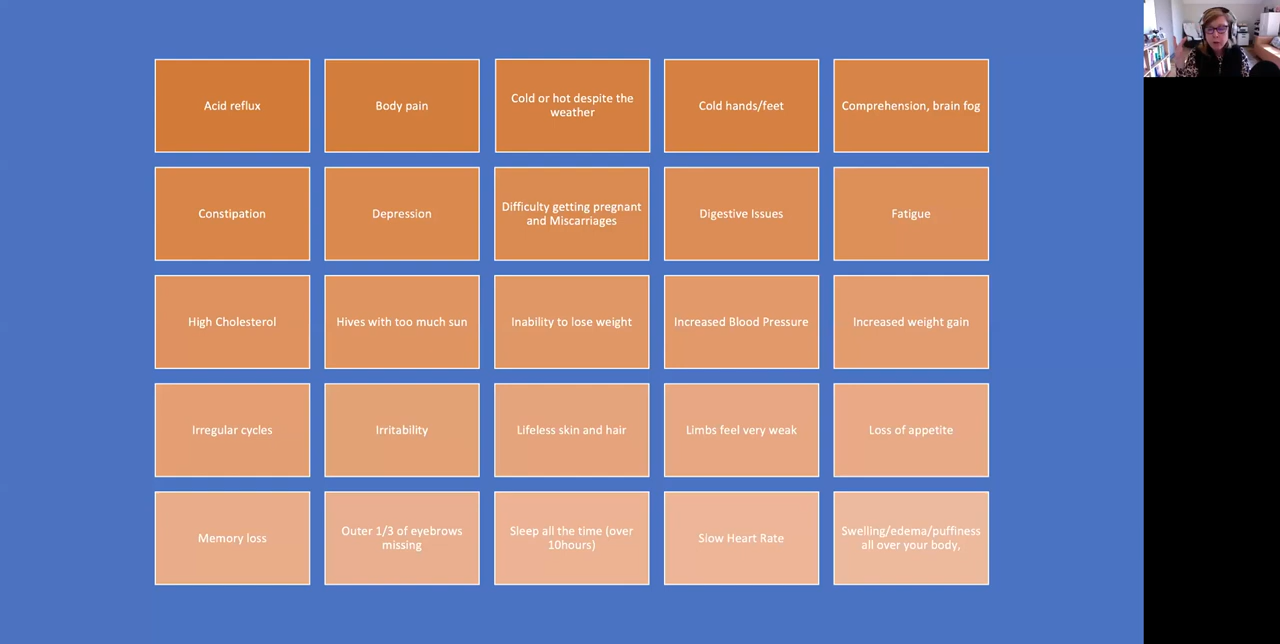 Acid reflux
Body pain
Cold or hot despite the
weather
Cold hands/feet
Comprehension, brain fog
Constipation
Depression
Difficulty getting pregnant
and Miscarriages
Digestive Issues
Fatigue
High Cholesterol
Hives with too much sun
Inability to lose weight
Increased Blood Pressure
Increased weight gain
Irregular cycles
Irritability
Lifeless skin and hair
Limbs feel very weak
Loss of appetite
Memory loss
Outer 1/3 of eyebrows
missing
Sleep all the time (over
10hours)
Slow Heart Rate
Swelling/edema/puffiness
all over your body,